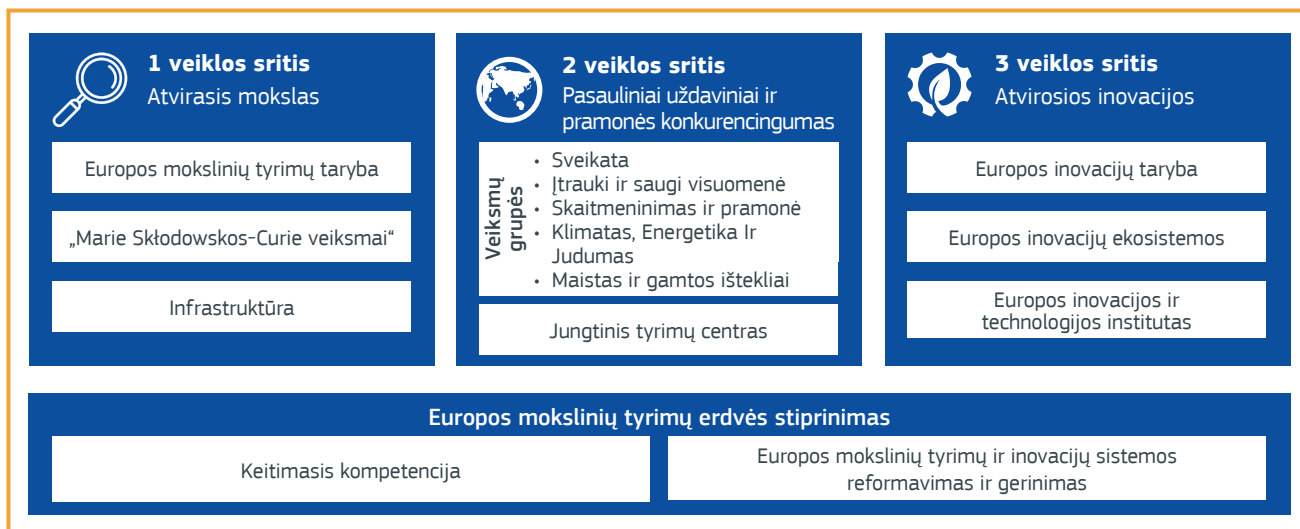 1 veiklos sritis
Atvirasis mokslas
Europos mokslinių tyrimų taryba
„Marie Skłodowskos-Curie veiksmai“
Infrastruktūra
2 veiklos sritis
Pasauliniai uždaviniai ir
pramonės konkurencingumas
Veiksmų
grupės
• Sveikata
• Įtrauki ir saugi visuomenė
• Skaitmeninimas ir pramonė
• Klimatas, Energetika Ir
Judumas
• Maistas ir gamtos ištekliai
Jungtinis tyrimų centras
3 veiklos sritis
Atvirosios inovacijos
Europos inovacijų taryba
Europos inovacijų ekosistemos
Europos inovacijos ir
technologijos institutas
Europos mokslinių tyrimų erdvės stiprinimas
Keitimasis kompetencija
Europos mokslinių tyrimų ir inovacijų sistemos
reformavimas ir gerinimas